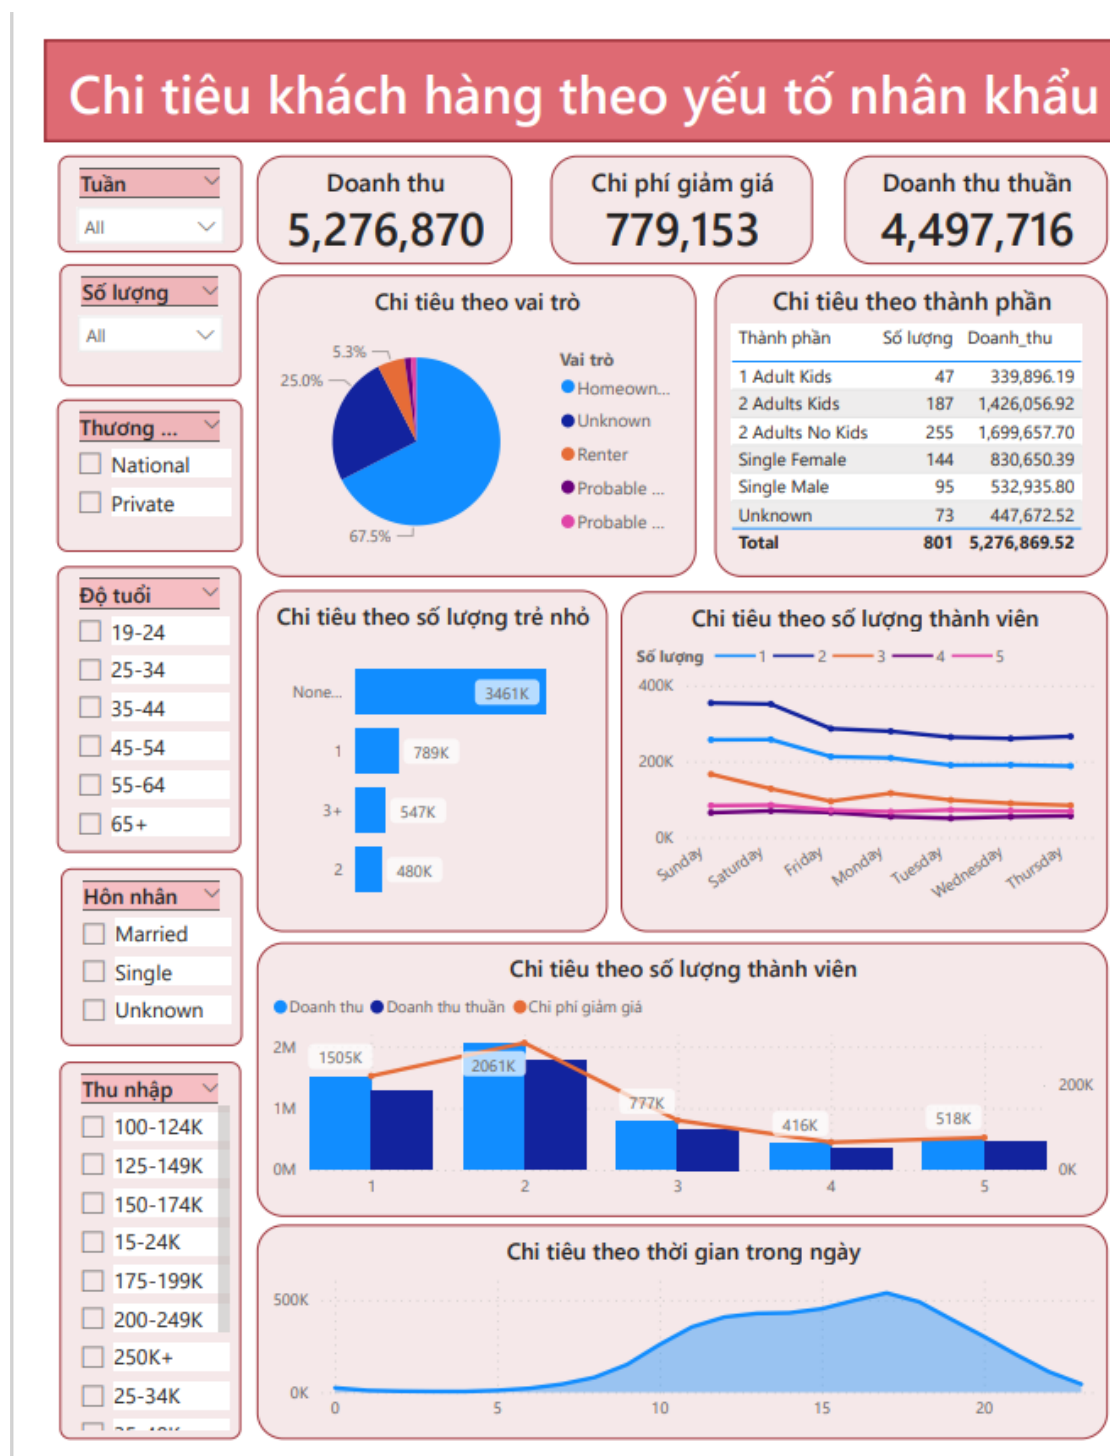 Chi tiêu khách hàng theo yếu tố nhân khẩu
Tuần
All
Số lượng
All
Thương ...
National
Private
Độ tuổi
19-24
25-34
35-44
45-54
55-64
65+
Hôn nhân
Married
Single
Unknown
Thu nhập
100-124K
125-149K
150-174K
15-24K
175-199K
200-249K
250K+
25-34K
Doanh thu
5,276,870
Chi phí giảm giá
779,153
Doanh thu thuần
4,497,716
Chi tiêu theo vai trò
5.3%
25.0%
67.5%
Vai trò
Homeown...
Unknown
Renter
Probable ...
Probable ...
Chi tiêu theo thành phần
Thành phần Số lượng Doanh_thu
1 Adult Kids 47 339,896.19
2 Adults Kids 187 1,426,056.92
2 Adults No Kids 255 1,699,657.70
Single Female 144 830,650.39
Single Male 95 532,935.80
Unknown 73 447,672.52
Total 801 5,276,869.52
Chi tiêu theo số lượng trẻ nhỏ
None... 3461K
1 789K
3+ 547K
2 480K
Chi tiêu theo số lượng thành viên
Số lượng 1 2 3 4 5
400K
200K
0K
Sunday Saturday Friday Monday Tuesday Wednesday Thursday
Chi tiêu theo số lượng thành viên
Doanh thu Doanh thu thuần Chi phí giảm giá
2M
1M
0M
1505K
2061K
777K
416K
518K
200K
0K
1 2 3 4 5
Chi tiêu theo thời gian trong ngày
500K
0K
0 5 10 15 20